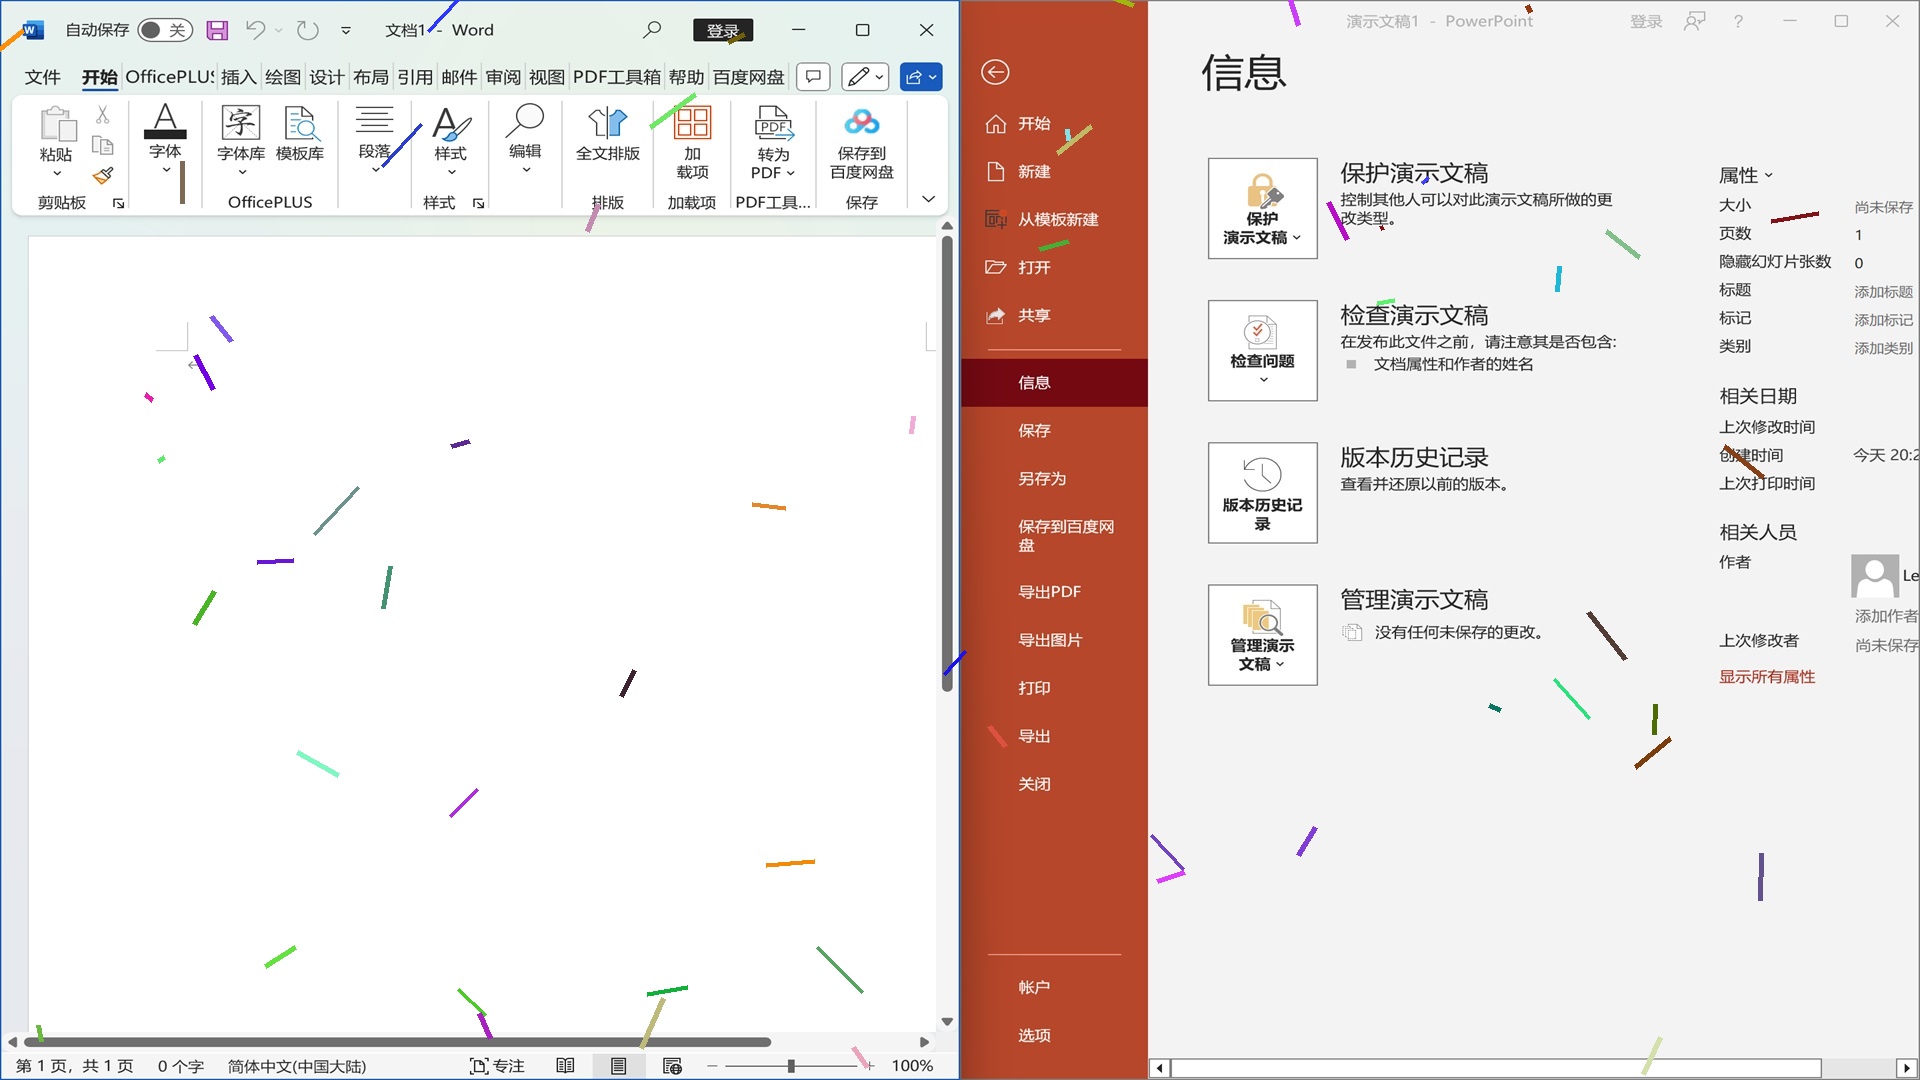 自动保存 关 文档1 - Word 登录
文件 开始 OfficePLUS 插入 绘图 设计 布局 引用 邮件 审阅 视图 PDF工具箱 帮助 百度网盘
粘贴
剪贴板
字体
字体库 模板库
OfficePLUS
段落
样式
样式
编辑
全文排版
排版
加
载项
加载项
转为
PDF
PDF工具...
保存到
百度网盘
保存
第 1 页，共 1 页 0 个字 简体中文(中国大陆) 专注 100%
演示文稿1 - PowerPoint 登录
开始
新建
从模板新建
打开
共享
信息
保存
另存为
保存到百度网
盘
导出PDF
导出图片
打印
导出
关闭
帐户
选项
信息
保护
演示文稿
保护演示文稿
控制其他人可以对此演示文稿所做的更
改类型。
检查问题
检查演示文稿
在发布此文件之前，请注意其是否包含:
文档属性和作者的姓名
版本历史记
录
版本历史记录
查看并还原以前的版本。
管理演示
文稿
管理演示文稿
没有任何未保存的更改。
属性
大小 尚未保存
页数 1
隐藏幻灯片张数 0
标题 添加标题
标记 添加标记
类别 添加类别
相关日期
上次修改时间
创建时间 今天 20:2
上次打印时间
相关人员
作者 Le
添加作者
上次修改者 尚未保存
显示所有属性